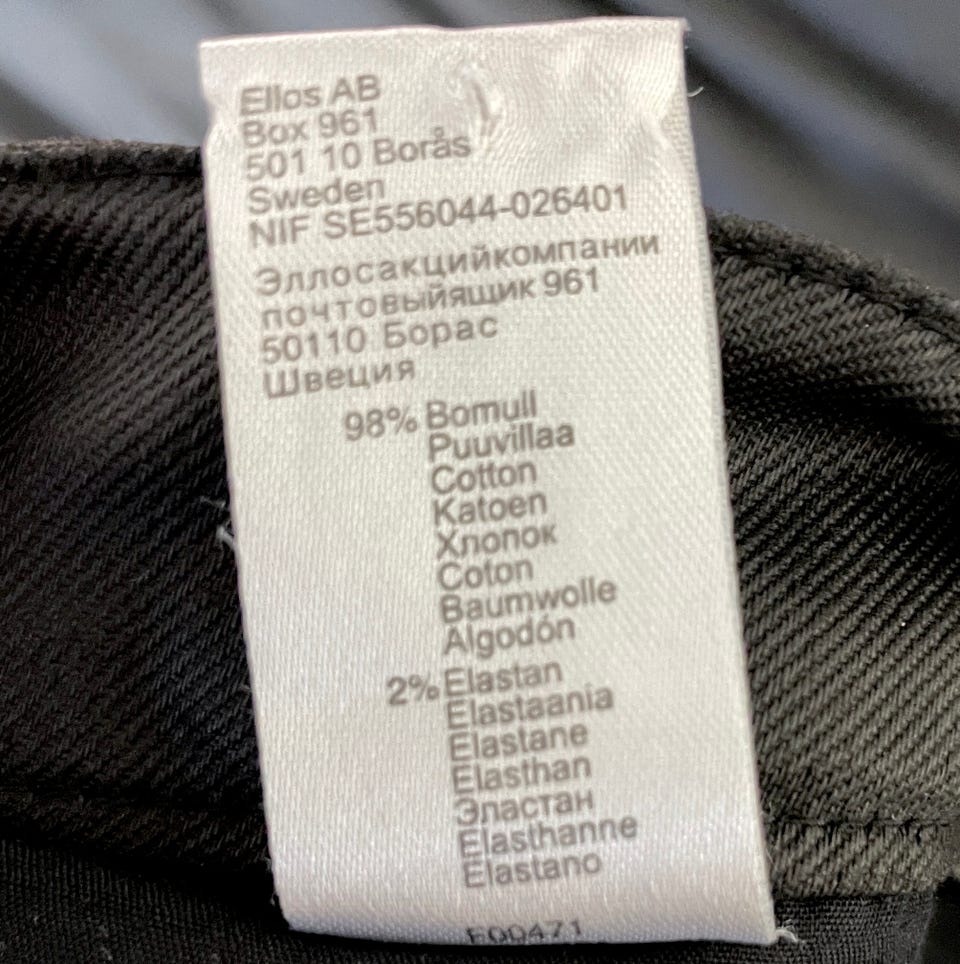 Ellos AB
Box 961
501 10 Borås
Sweden
NIF SE556044-026401
Эллосакцийкомпании
почтовыйящик 961
50110 Борас
Швеция
98% Bomull
Puuvillaa
Cotton
Katoen
Хлопок
Coton
Baumwolle
Algodón
2% Elastan
Elastaania
Elastane
Elasthan
Эластан
Elasthanne
Elastano
F00471